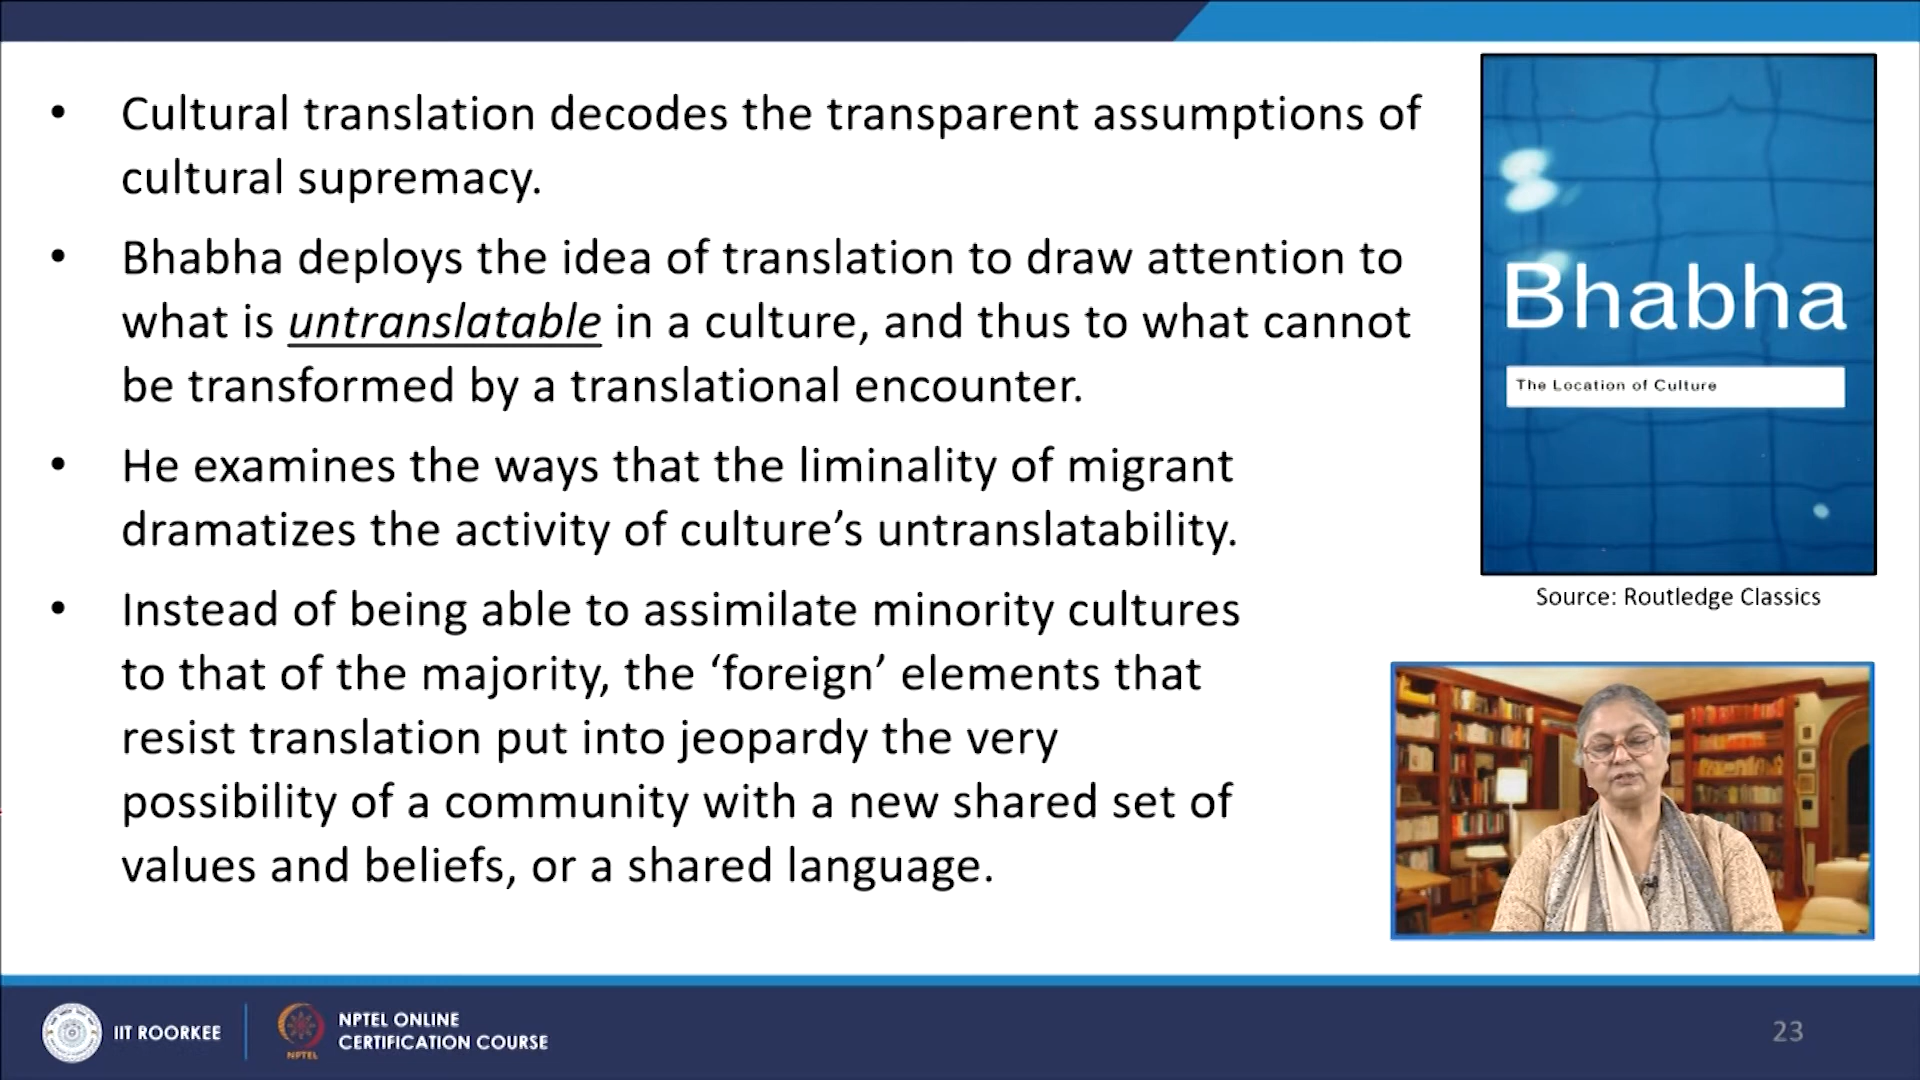 • Cultural translation decodes the transparent assumptions of
cultural supremacy.
• Bhabha deploys the idea of translation to draw attention to
what is untranslatable in a culture, and thus to what cannot
be transformed by a translational encounter.
• He examines the ways that the liminality of migrant
dramatizes the activity of culture’s untranslatability.
• Instead of being able to assimilate minority cultures
to that of the majority, the ‘foreign’ elements that
resist translation put into jeopardy the very
possibility of a community with a new shared set of
values and beliefs, or a shared language.
Bhabha
The Location of Culture
Source: Routledge Classics
IIT ROORKEE
NPTEL
NPTEL ONLINE
CERTIFICATION COURSE
23